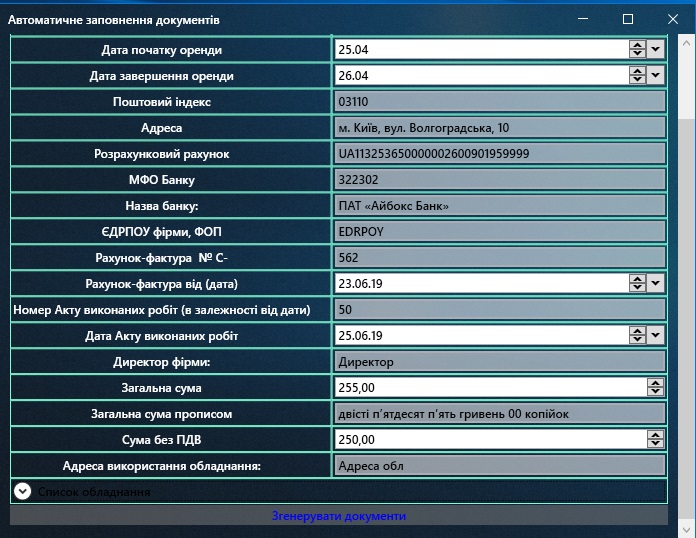 Автоматичне заповнення документів
Дата початку оренди 25.04
Дата завершення оренди 26.04
Поштовий індекс 03110
Адреса м. Київ, вул. Волгоградська, 10
Розрахунковий рахунок UA113253650000002600901959999
МФО Банку 322302
Назва банку: ПАТ «Айбокс Банк»
ЄДРПОУ фірми, ФОП EDRPOY
Рахунок-фактура № С- 562
Рахунок-фактура від (дата) 23.06.19
Номер Акту виконаних робіт (в залежності від дати) 50
Дата Акту виконаних робіт 25.06.19
Директор фірми: Директор
Загальна сума 255,00
Загальна сума прописом двісті п'ятдесят п'ять гривень 00 копійок
Сума без ПДВ 250,00
Адреса використання обладнання: Адреса обл
Список обладнання
Згенерувати документи